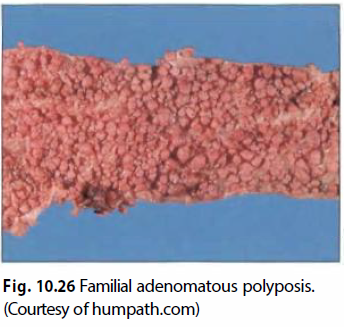 Fig. 10.26 Familial adenomatous polyposis.
(Courtesy of humpath.com)